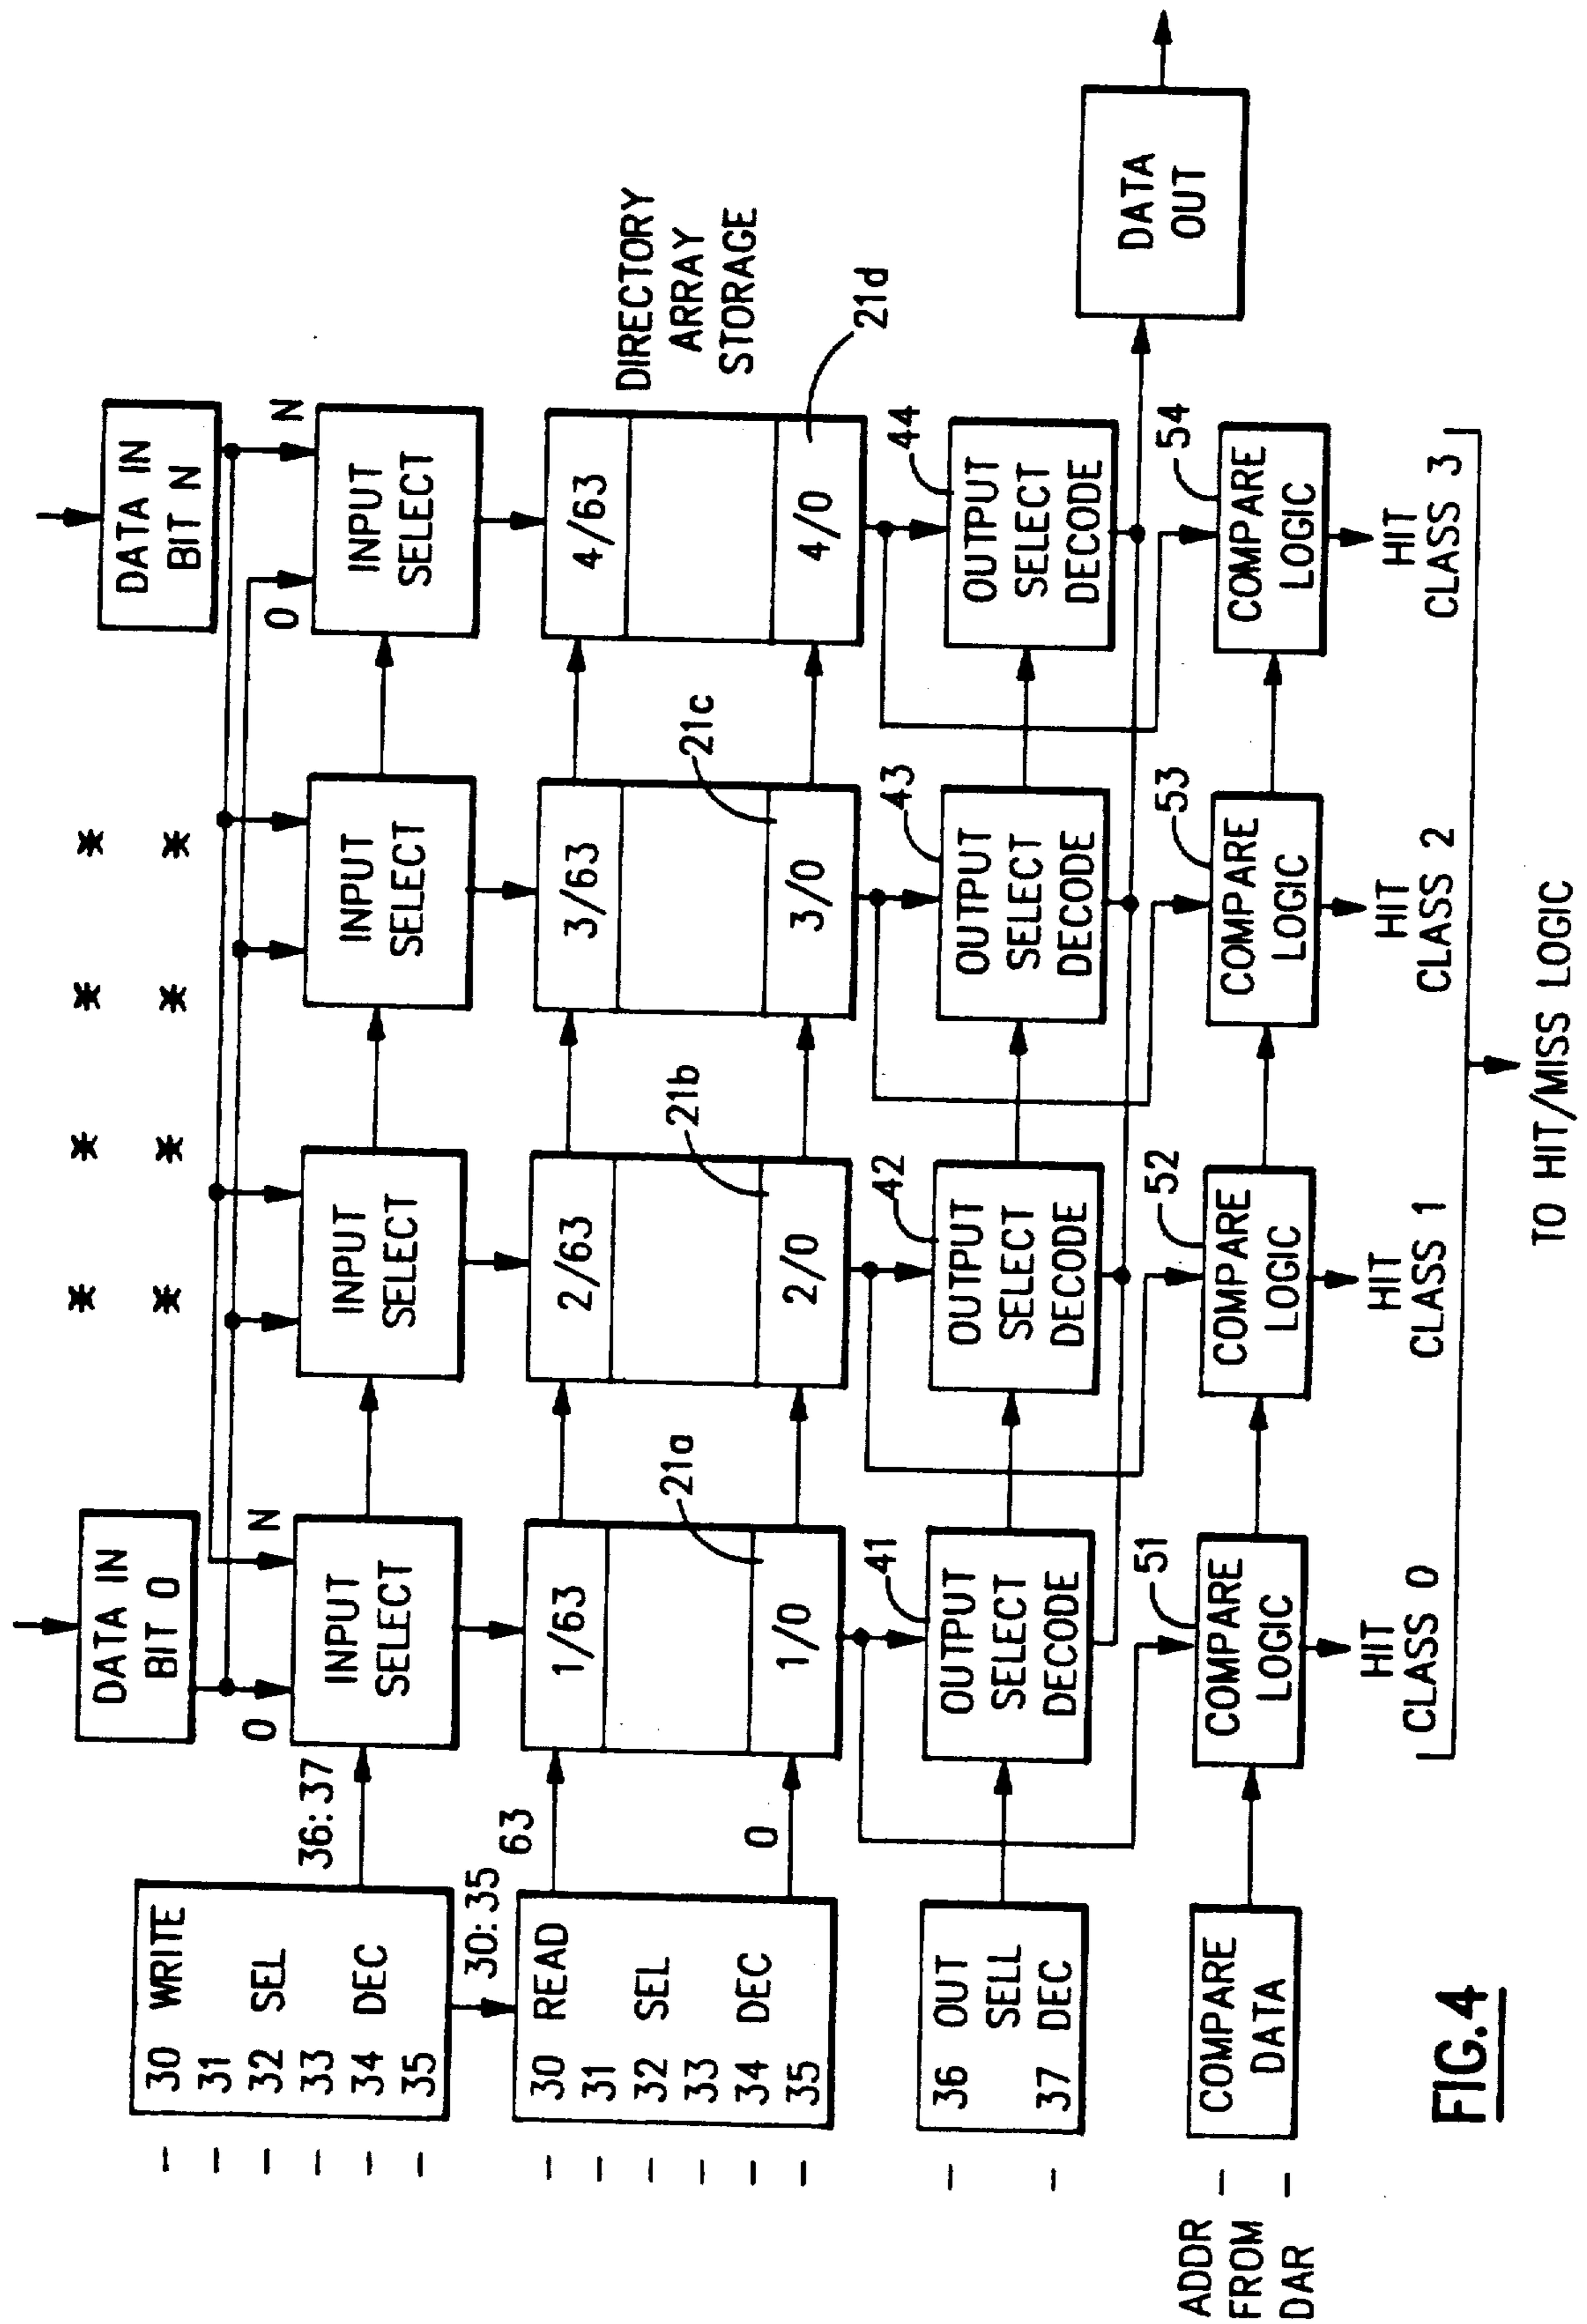 DATA IN
BIT 0
* * * *
* * * *
DATA IN
BIT N
30 WRITE
31
32 SEL
33
34 DEC
35
36:37
0
N
INPUT
SELECT
INPUT
SELECT
INPUT
SELECT
0
N
INPUT
SELECT
30:35
30 READ
31
32 SEL
33
34 DEC
35
63
0
1/63
1/0
21a
2/63
2/0
21b
3/63
3/0
21c
4/63
4/0
21d
DIRECTORY
ARRAY
STORAGE
36 OUT
SELL
37 DEC
OUTPUT
SELECT
DECODE
41
OUTPUT
SELECT
DECODE
42
OUTPUT
SELECT
DECODE
43
OUTPUT
SELECT
DECODE
44
DATA
OUT
ADDR
FROM
DAR
COMPARE
DATA
COMPARE
LOGIC
51
COMPARE
LOGIC
52
COMPARE
LOGIC
53
COMPARE
LOGIC
54
HIT
CLASS 0
HIT
CLASS 1
HIT
CLASS 2
HIT
CLASS 3
TO HIT/MISS LOGIC
FIG.4